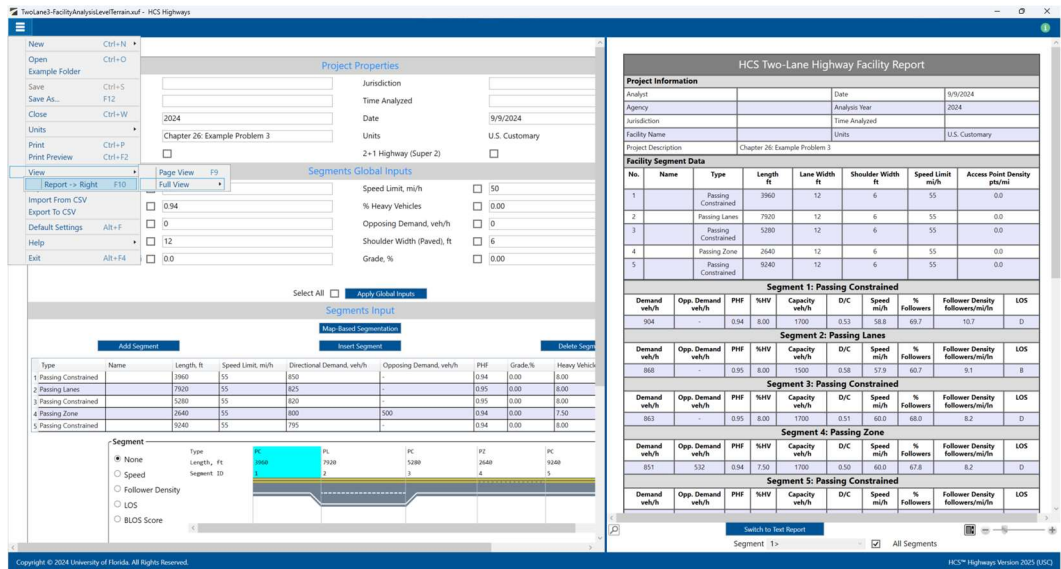 TwoLane3-FacilityAnalysisLevelTerrain.xuf - HCS Highways
New Ctrl+N
Open Ctrl+O
Example Folder
Save Ctrl+S
Save As... F12
Close Ctrl+W
Units
Print Ctrl+P
Print Preview Ctrl+F2
View
Report -> Right F10
Import From CSV
Export To CSV
Default Settings Alt+F
Help
Exit Alt+F4
Page View F9
Full View
Project Properties
Jurisdiction
Time Analyzed
2024 Date 9/9/2024
Chapter 26: Example Problem 3 Units U.S. Customary
2+1 Highway (Super 2)
Segments Global Inputs
Speed Limit, mi/h 50
0.94 % Heavy Vehicles 0.00
0 Opposing Demand, veh/h 0
12 Shoulder Width (Paved), ft 6
0.0 Grade, % 0.00
Select All Apply Global Inputs
Segments Input
Map-Based Segmentation
Add Segment Insert Segment Delete Segm
Type Name Length, ft Speed Limit, mi/h Directional Demand, veh/h Opposing Demand, veh/h PHF Grade,% Heavy Vehicl
1 Passing Constrained 3960 55 850 - 0.94 0.00 8.00
2 Passing Lanes 7920 55 825 - 0.95 0.00 8.00
3 Passing Constrained 5280 55 820 - 0.95 0.00 8.00
4 Passing Zone 2640 55 800 500 0.94 0.00 7.50
5 Passing Constrained 9240 55 795 - 0.94 0.00 8.00
Segment
None
Speed
Follower Density
LOS
BLOS Score
Type PC PL PC PZ PC
Length, ft 3960 7920 5280 2640 9240
Segment ID 1 2 3 4 5
HCS Two-Lane Highway Facility Report
Project Information
Analyst Date 9/9/2024
Agency Analysis Year 2024
Jurisdiction Time Analyzed
Facility Name Units U.S. Customary
Project Description Chapter 26: Example Problem 3
Facility Segment Data
No. Name Type Length ft Lane Width ft Shoulder Width ft Speed Limit mi/h Access Point Density pts/mi
1 Passing Constrained 3960 12 6 55 0.0
2 Passing Lanes 7920 12 6 55 0.0
3 Passing Constrained 5280 12 6 55 0.0
4 Passing Zone 2640 12 6 55 0.0
5 Passing Constrained 9240 12 6 55 0.0
Segment 1: Passing Constrained
Demand veh/h Opp. Demand veh/h PHF %HV Capacity veh/h D/C Speed mi/h % Followers Follower Density followers/mi/ln LOS
904 - 0.94 8.00 1700 0.53 58.8 69.7 10.7 D
Segment 2: Passing Lanes
Demand veh/h Opp. Demand veh/h PHF %HV Capacity veh/h D/C Speed mi/h % Followers Follower Density followers/mi/ln LOS
868 - 0.95 8.00 1500 0.58 57.9 60.7 9.1 B
Segment 3: Passing Constrained
Demand veh/h Opp. Demand veh/h PHF %HV Capacity veh/h D/C Speed mi/h % Followers Follower Density followers/mi/ln LOS
863 - 0.95 8.00 1700 0.51 60.0 68.0 8.2 D
Segment 4: Passing Zone
Demand veh/h Opp. Demand veh/h PHF %HV Capacity veh/h D/C Speed mi/h % Followers Follower Density followers/mi/ln LOS
851 532 0.94 7.50 1700 0.50 60.0 67.8 8.2 D
Segment 5: Passing Constrained
Demand veh/h Opp. Demand veh/h PHF %HV Capacity veh/h D/C Speed mi/h % Followers Follower Density followers/mi/ln LOS
Switch to Text Report
Segment 1> All Segments
Copyright © 2024 University of Florida. All Rights Reserved.
HCS™ Highways Version 2025 (USC)